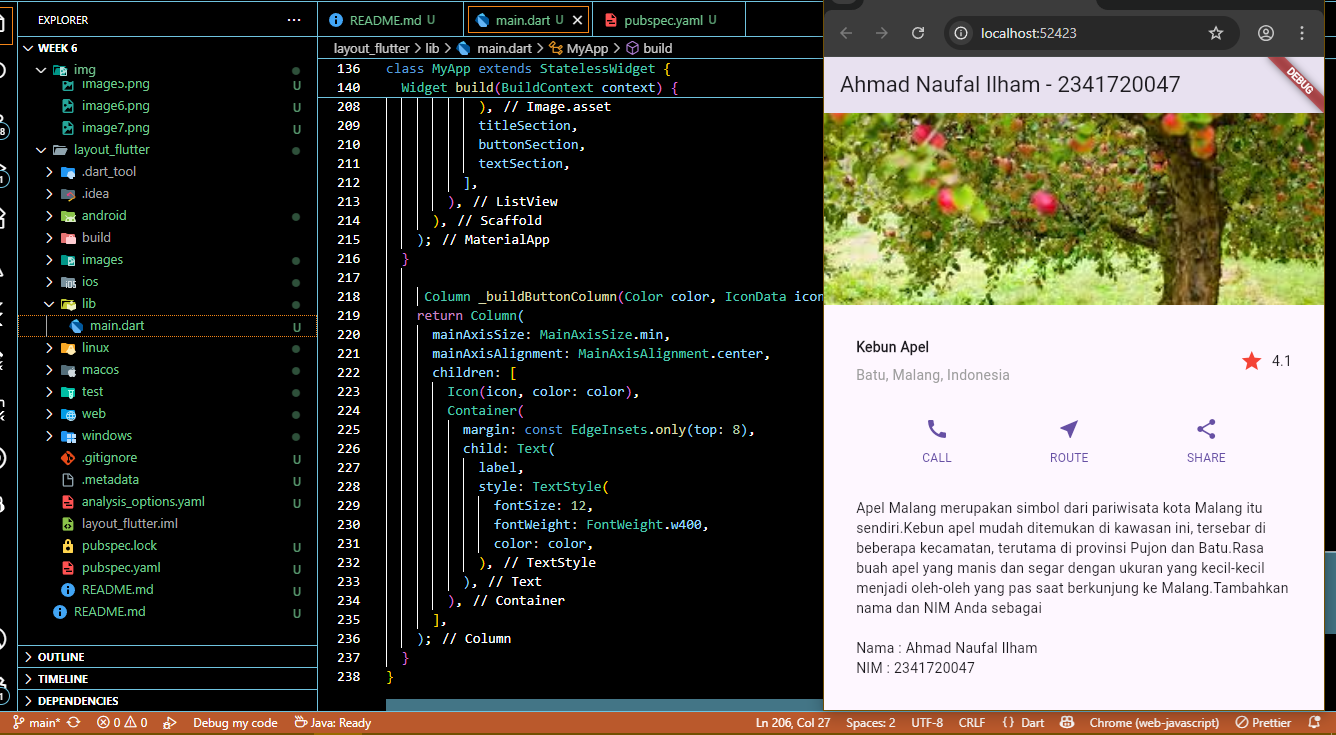 EXPLORER ···
README.md U
main.dart U
pubspec.yaml U
localhost:52423
WEEK 6
img
image5.png U
image6.png U
image7.png U
layout_flutter
.dart_tool
.idea
android
build
images
ios
lib
main.dart U
linux
macos
test
web
windows
.gitignore U
.metadata U
analysis_options.yaml U
layout_flutter.iml
pubspec.lock U
pubspec.yaml U
README.md U
README.md U
OUTLINE
TIMELINE
DEPENDENCIES
layout_flutter > lib > main.dart > MyApp > build
136 class MyApp extends StatelessWidget {
140 Widget build(BuildContext context) {
208 ), // Image.asset
209 titleSection,
210 buttonSection,
211 textSection,
212 ],
213 ), // ListView
214 ), // Scaffold
215 ); // MaterialApp
216 }
217
218 Column _buildButtonColumn(Color color, IconData icon
219 return Column(
220 mainAxisSize: MainAxisSize.min,
221 mainAxisAlignment: MainAxisAlignment.center,
222 children: [
223 Icon(icon, color: color),
224 Container(
225 margin: const EdgeInsets.only(top: 8),
226 child: Text(
227 label,
228 style: TextStyle(
229 fontSize: 12,
230 fontWeight: FontWeight.w400,
231 color: color,
232 ), // TextStyle
233 ), // Text
234 ), // Container
235 ],
236 ); // Column
237 }
238 }
Ahmad Naufal Ilham - 2341720047
DEBUG
Kebun Apel
Batu, Malang, Indonesia
4.1
CALL
ROUTE
SHARE
Apel Malang merupakan simbol dari pariwisata kota Malang itu
sendiri.Kebun apel mudah ditemukan di kawasan ini, tersebar di
beberapa kecamatan, terutama di provinsi Pujon dan Batu.Rasa
buah apel yang manis dan segar dengan ukuran yang kecil-kecil
menjadi oleh-oleh yang pas saat berkunjung ke Malang.Tambahkan
nama dan NIM Anda sebagai
Nama : Ahmad Naufal Ilham
NIM : 2341720047
main* 0 0 Debug my code Java: Ready Ln 206, Col 27 Spaces: 2 UTF-8 CRLF {} Dart Chrome (web-javascript) Prettier